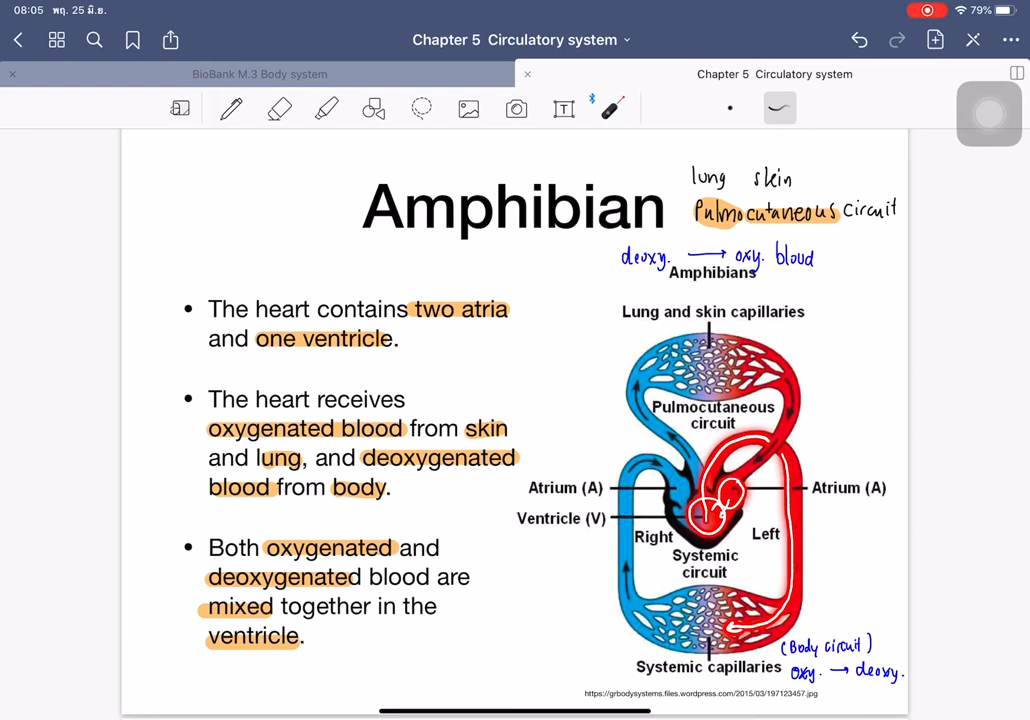 08:05 พฤ. 25 มิ.ย.
79%
Chapter 5 Circulatory system
BioBank M.3 Body system
Chapter 5 Circulatory system
T
lung skin
Amphibian
Pulmocutaneous circuit
deoxy. → oxy. blood
Amphibians
• The heart contains two atria
and one ventricle.
• The heart receives
oxygenated blood from skin
and lung, and deoxygenated
blood from body.
• Both oxygenated and
deoxygenated blood are
mixed together in the
ventricle.
Lung and skin capillaries
Pulmocutaneous
circuit
Atrium (A)
Atrium (A)
Ventricle (V)
Right
Left
Systemic
circuit
(Body circuit)
Systemic capillaries
oxy. → deoxy.
https://grbodysystems.files.wordpress.com/2015/03/197123457.jpg